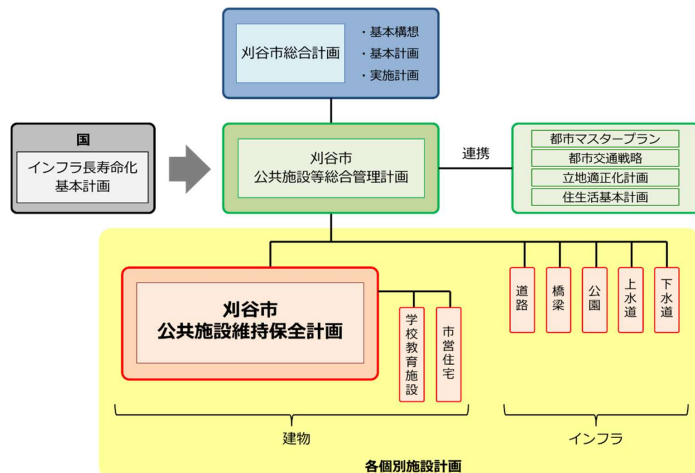 刈谷市総合計画
・基本構想
・基本計画
・実施計画
国
インフラ長寿命化
基本計画
刈谷市
公共施設等総合管理計画
連携
都市マスタープラン
都市交通戦略
立地適正化計画
住生活基本計画
刈谷市
公共施設維持保全計画
学校教育施設
市営住宅
道路
橋梁
公園
上水道
下水道
建物
インフラ
各個別施設計画